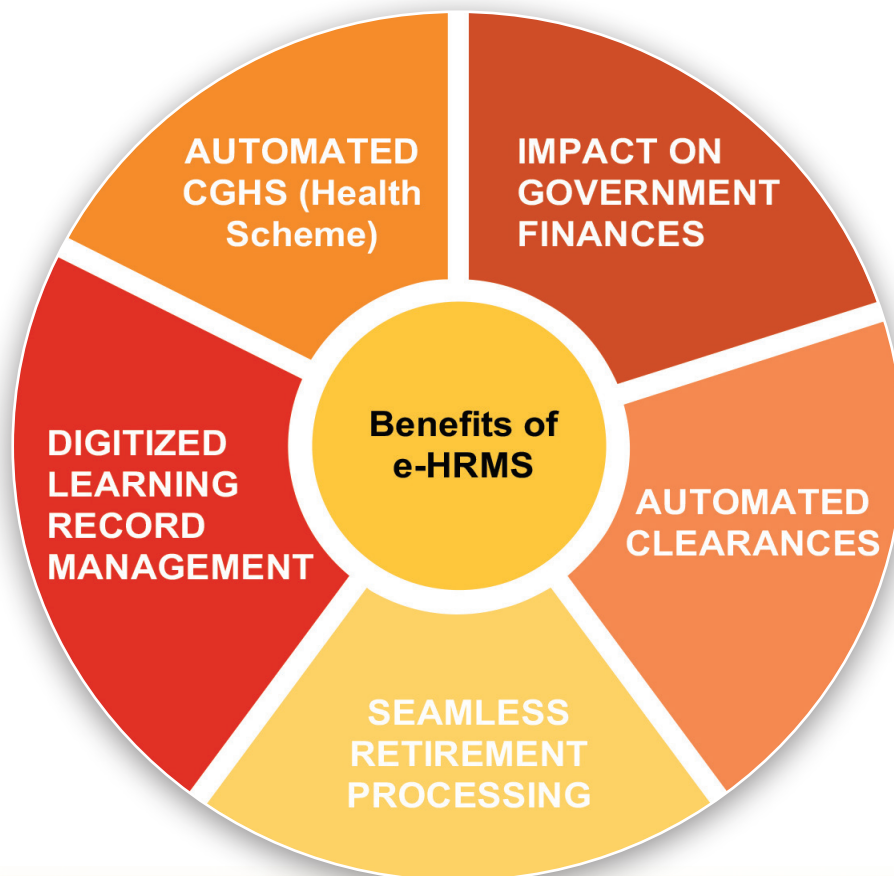 AUTOMATED
CGHS (Health
Scheme)
IMPACT ON
GOVERNMENT
FINANCES
Benefits of
e-HRMS
DIGITIZED
LEARNING
RECORD
MANAGEMENT
AUTOMATED
CLEARANCES
SEAMLESS
RETIREMENT
PROCESSING